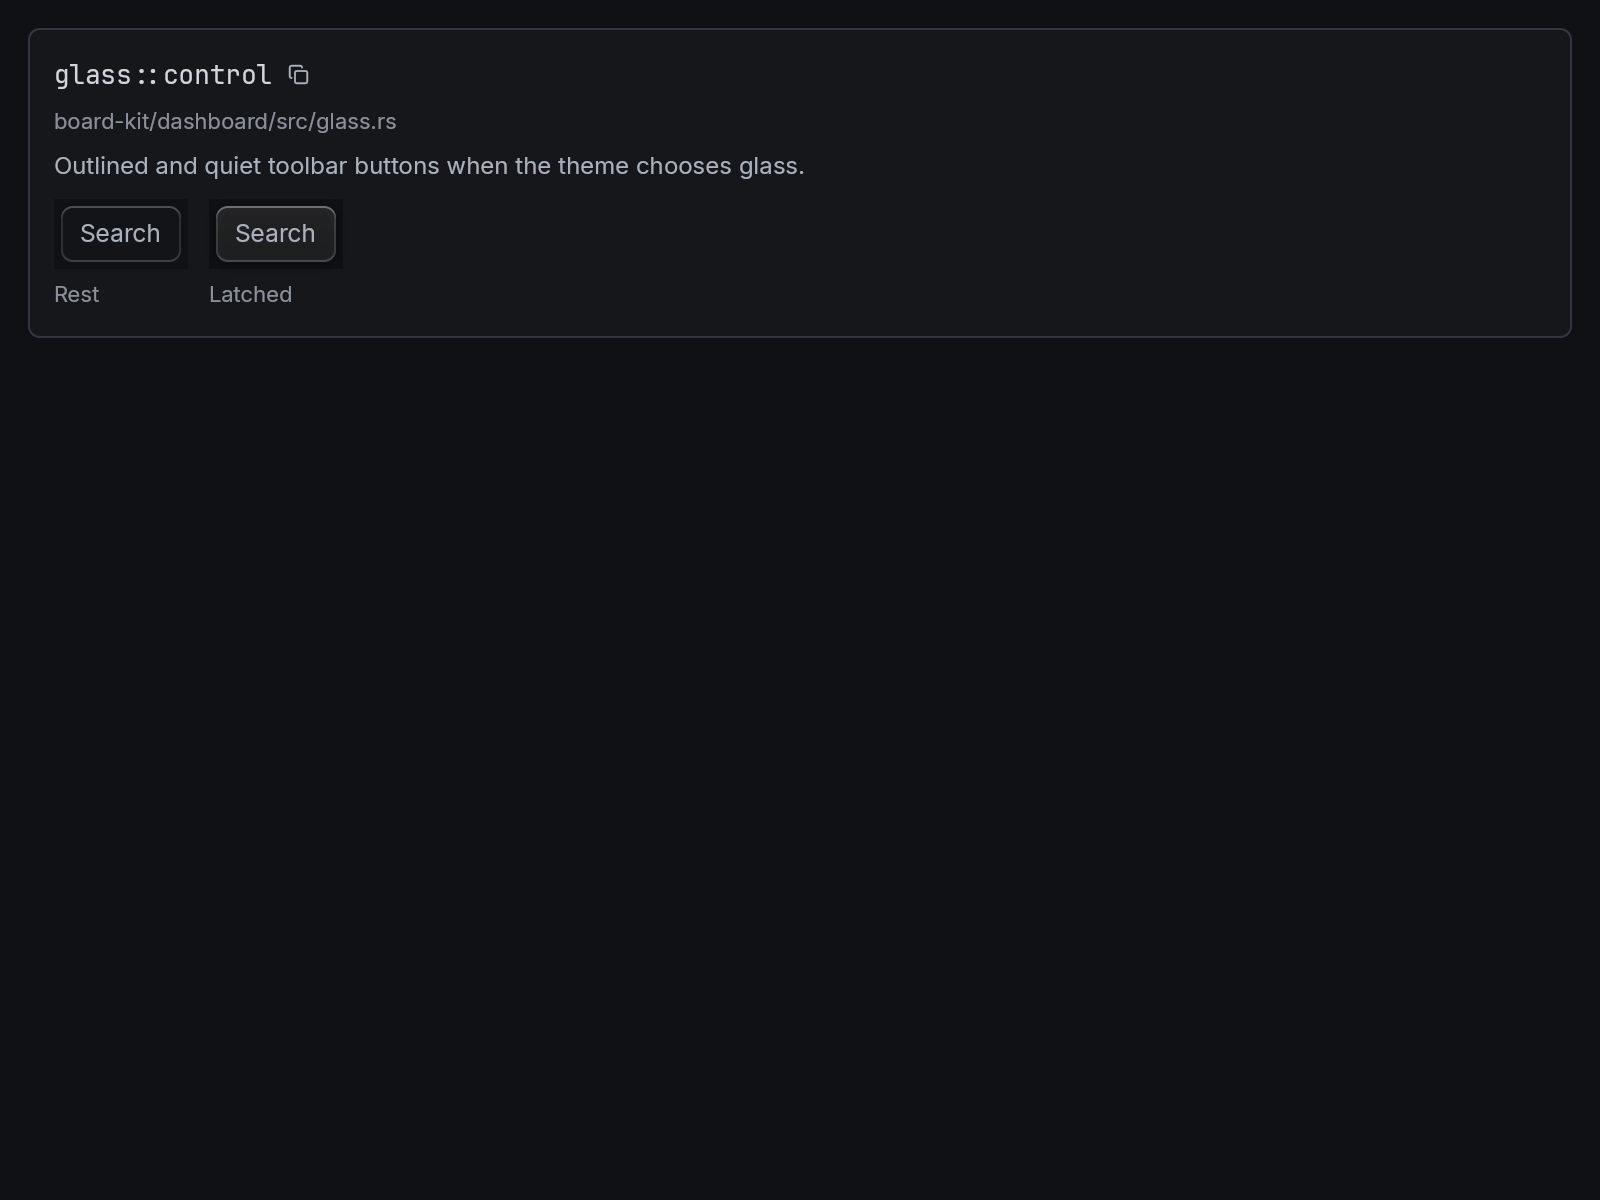 glass::control
board-kit/dashboard/src/glass.rs
Outlined and quiet toolbar buttons when the theme chooses glass.
Search Search
Rest Latched